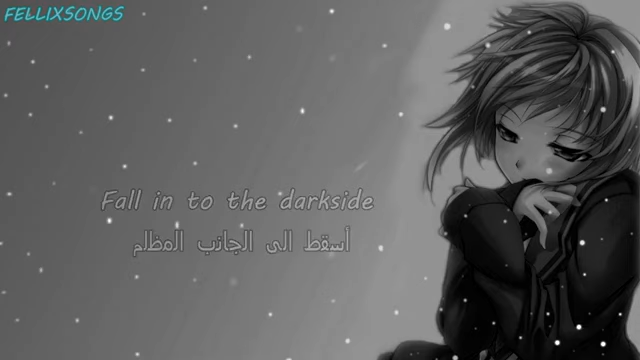 FELLIXSONGS
Fall in to the darkside
أسقط الى الجانب المظلم